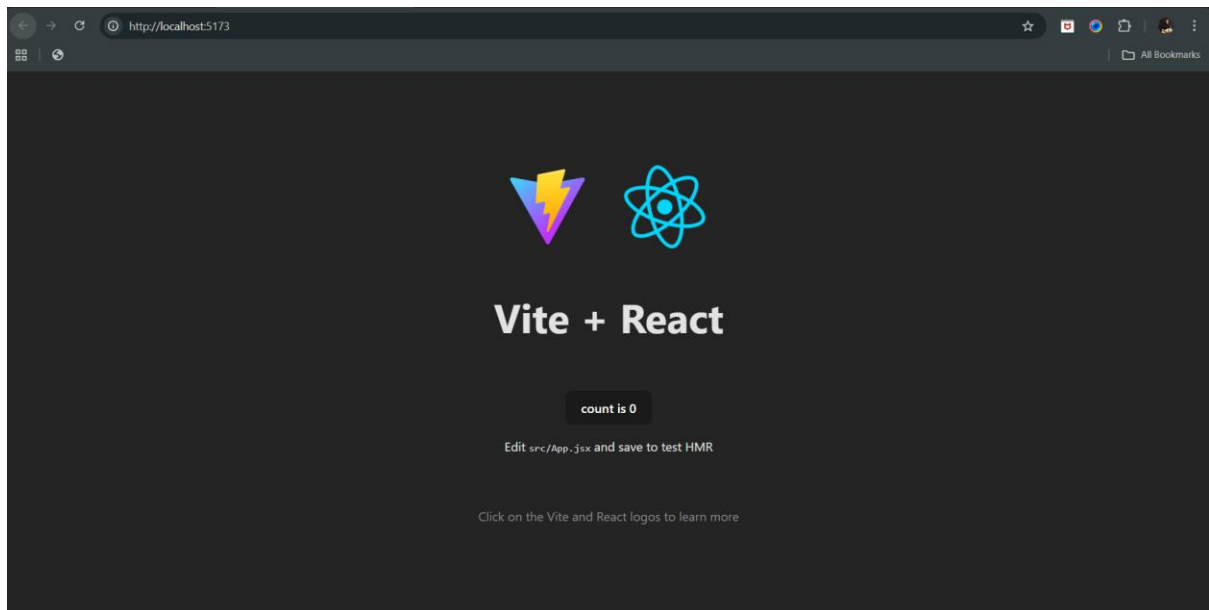 http://localhost:5173
All Bookmarks
Vite + React
count is 0
Edit src/App.jsx and save to test HMR
Click on the Vite and React logos to learn more